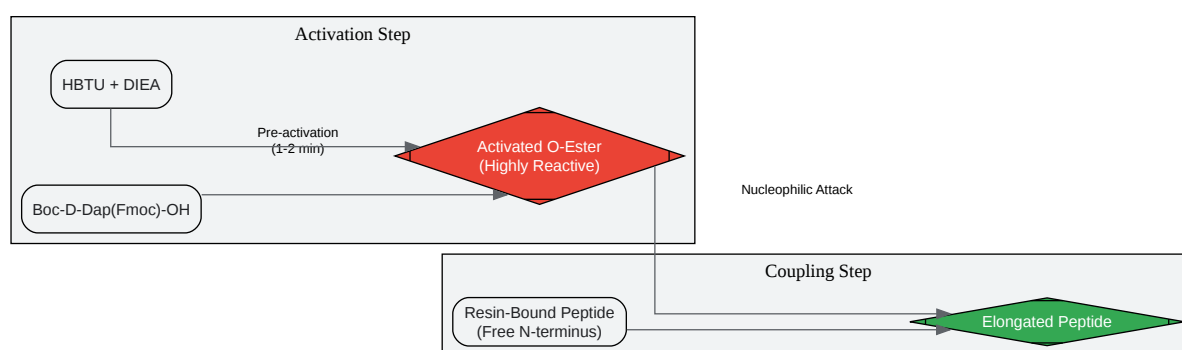 Activation Step
HBTU + DIEA
Pre-activation
(1-2 min)
Activated O-Ester
(Highly Reactive)
Boc-D-Dap(Fmoc)-OH
Nucleophilic Attack
Coupling Step
Resin-Bound Peptide
(Free N-terminus)
Elongated Peptide